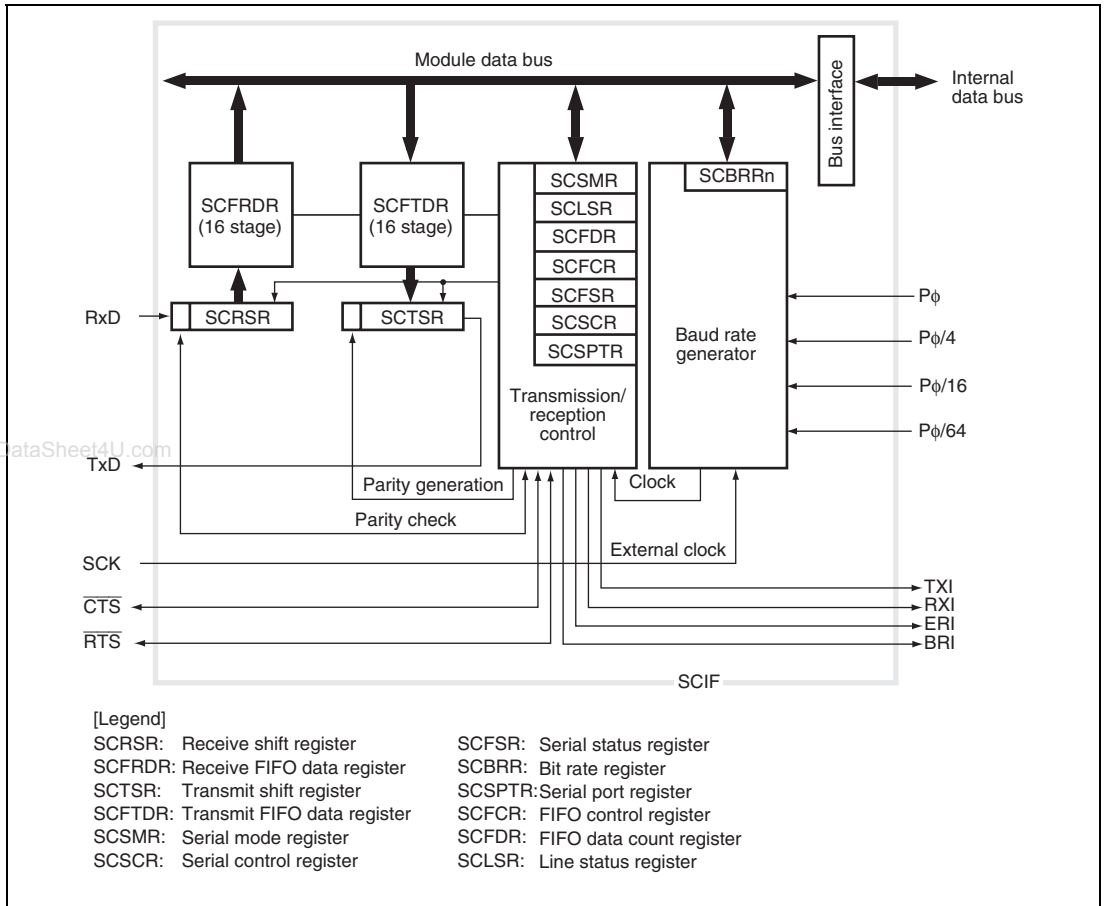 Module data bus
Bus interface
Internal
data bus
SCFRDR
(16 stage)
SCFTDR
(16 stage)
SCSMR
SCLSR
SCFDR
SCFCR
SCFSR
SCSCR
SCSPTR
Transmission/
reception
control
SCBRRn
Baud rate
generator
RxD
SCRSR
SCTSR
Pϕ
Pϕ/4
Pϕ/16
Pϕ/64
DataSheet4U.com
TxD
Parity generation
Clock
Parity check
SCK
External clock
CTS
RTS
TXI
RXI
ERI
BRI
SCIF
[Legend]
SCRSR: Receive shift register
SCFRDR: Receive FIFO data register
SCTSR: Transmit shift register
SCFTDR: Transmit FIFO data register
SCSMR: Serial mode register
SCSCR: Serial control register
SCFSR: Serial status register
SCBRR: Bit rate register
SCSPTR: Serial port register
SCFCR: FIFO control register
SCFDR: FIFO data count register
SCLSR: Line status register